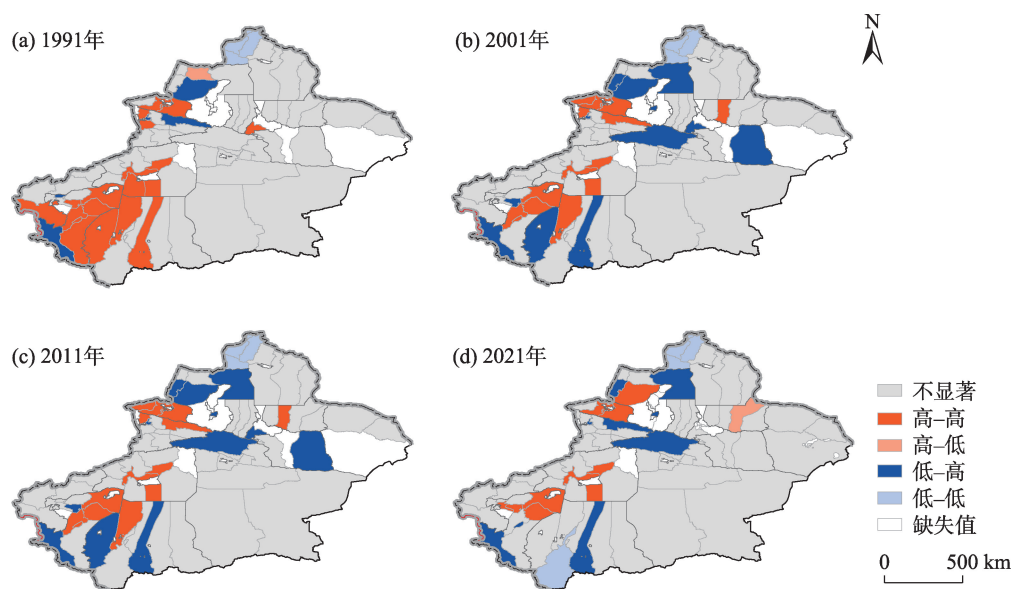 (a) 1991年
(b) 2001年
N
(c) 2011年
(d) 2021年
不显著
高–高
高–低
低–高
低–低
缺失值
0 500 km